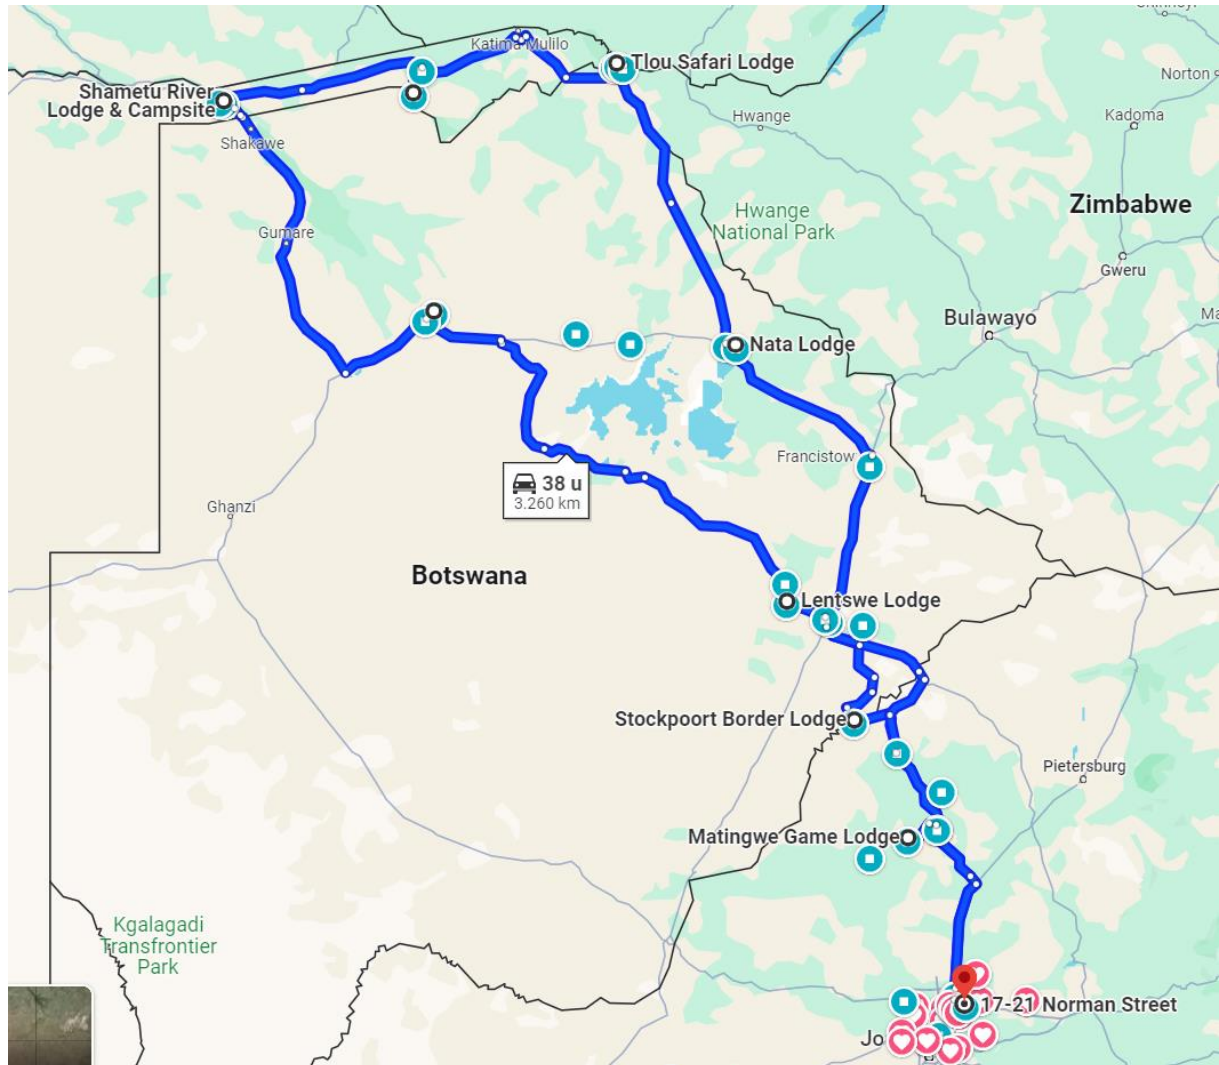 Katima Mulilo
Tlou Safari Lodge
Norton
Shametu River
Lodge & Campsite
Hwange
Kadoma
Shakawe
Zimbabwe
Hwange
National Park
Gumare
Gweru
Bulawayo
Nata Lodge
Francistow
38 u
3.260 km
Ghanzi
Botswana
Lentswe Lodge
Stockpoort Border Lodge
Pietersburg
Matingwe Game Lodge
Kgalagadi
Transfrontier
Park
17-21 Norman Street
Jo